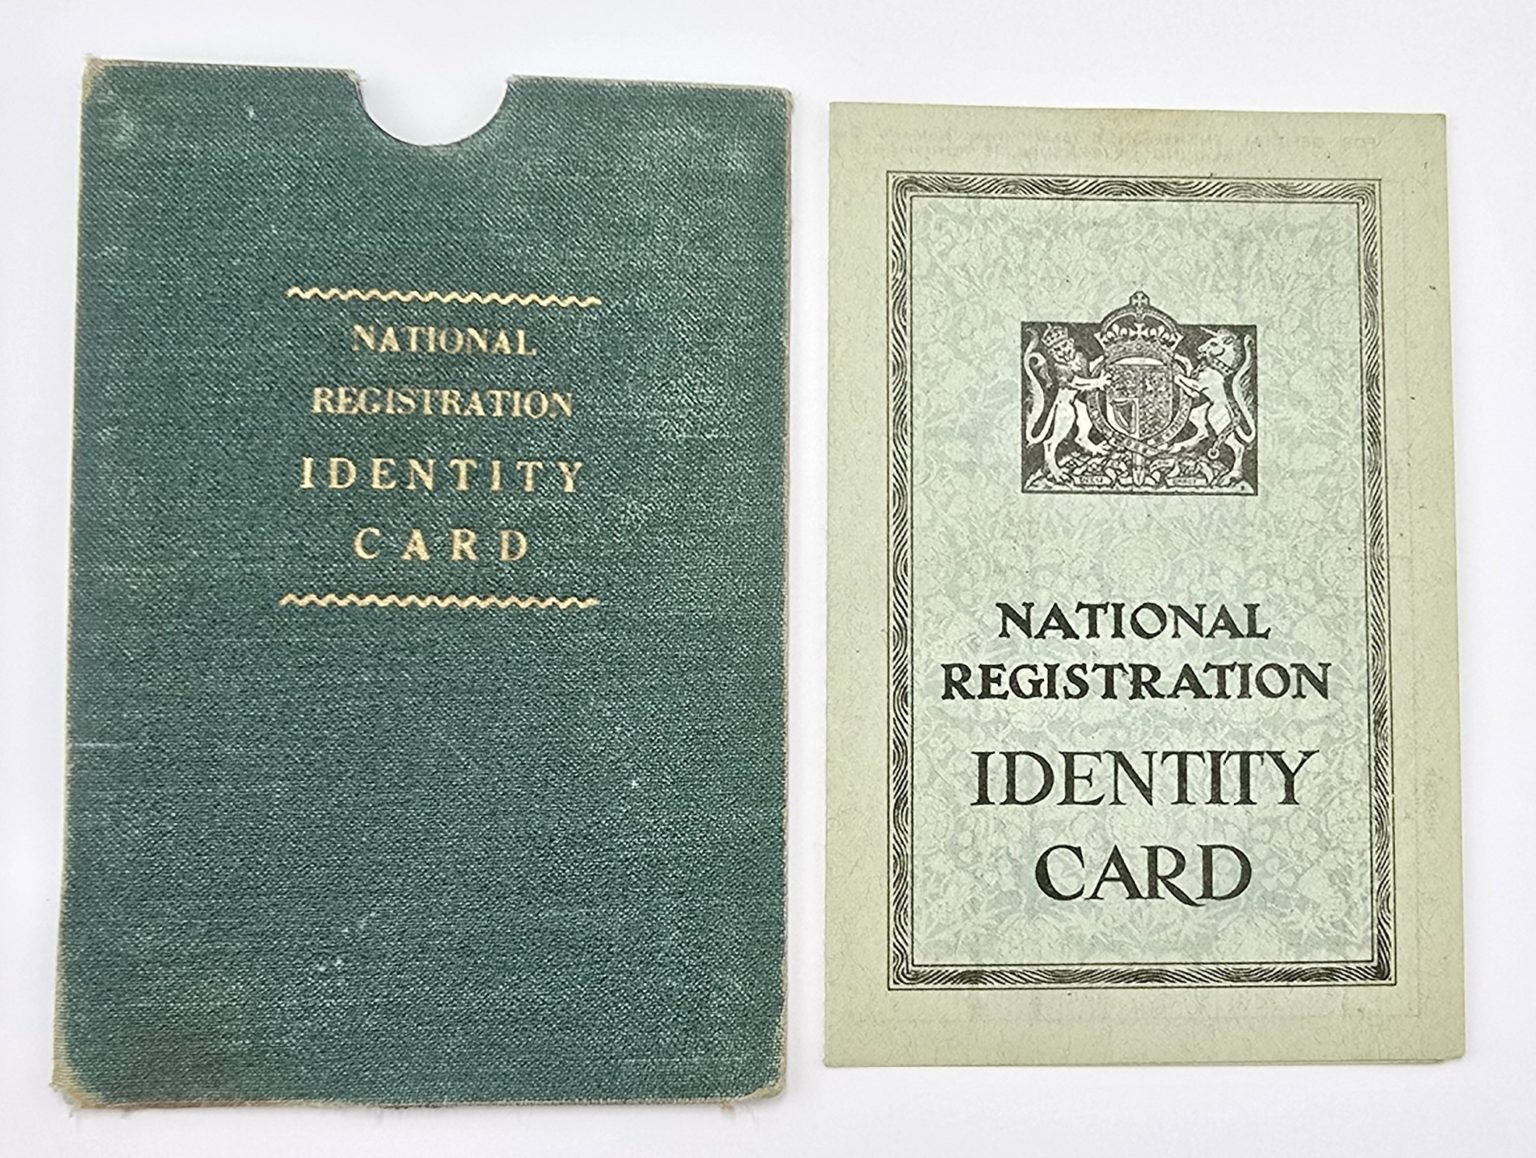 NATIONAL
REGISTRATION
IDENTITY
CARD
NATIONAL
REGISTRATION
IDENTITY
CARD